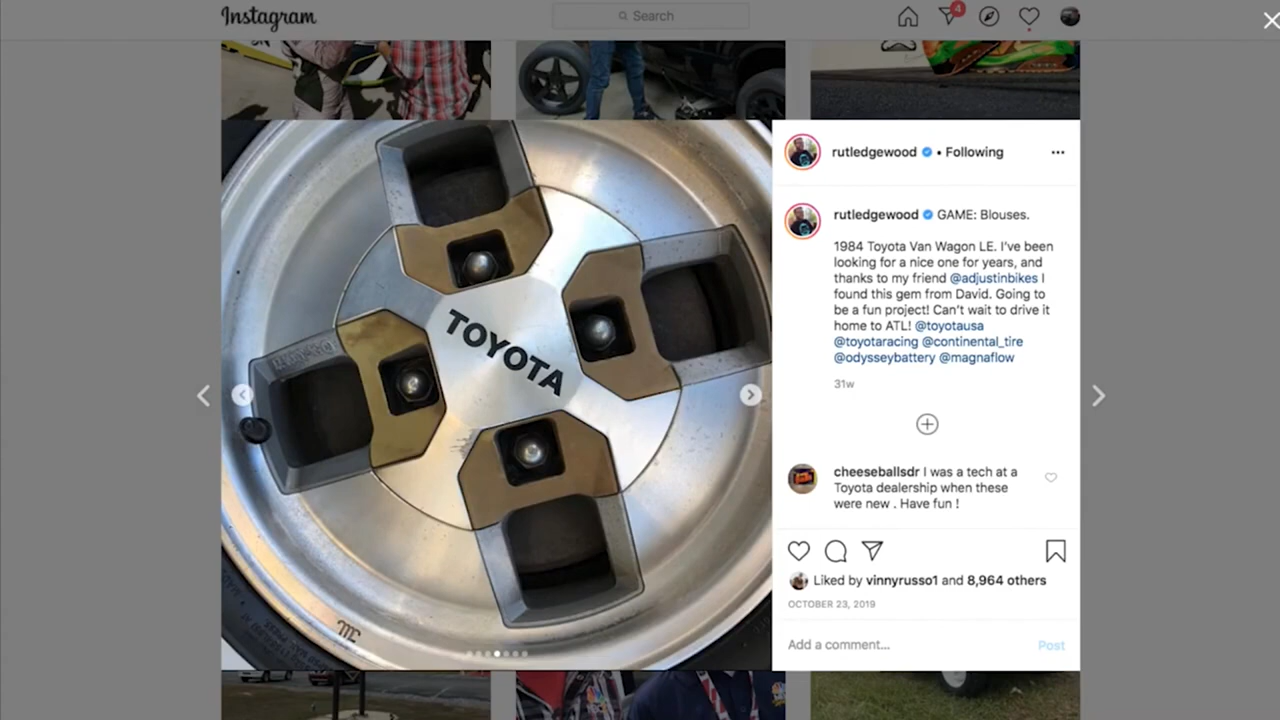 Instagram
Search
4
rutledgewood • Following
rutledgewood GAME: Blouses.
1984 Toyota Van Wagon LE. I've been
looking for a nice one for years, and
thanks to my friend @adjustinbikes I
found this gem from David. Going to
be a fun project! Can't wait to drive it
home to ATL! @toyotausa
@toyotaracing @continental_tire
@odysseybattery @magnaflow
31w
cheeseballsdr I was a tech at a
Toyota dealership when these
were new . Have fun !
Liked by vinnyrusso1 and 8,964 others
OCTOBER 23, 2019
Add a comment...
Post
TOYOTA